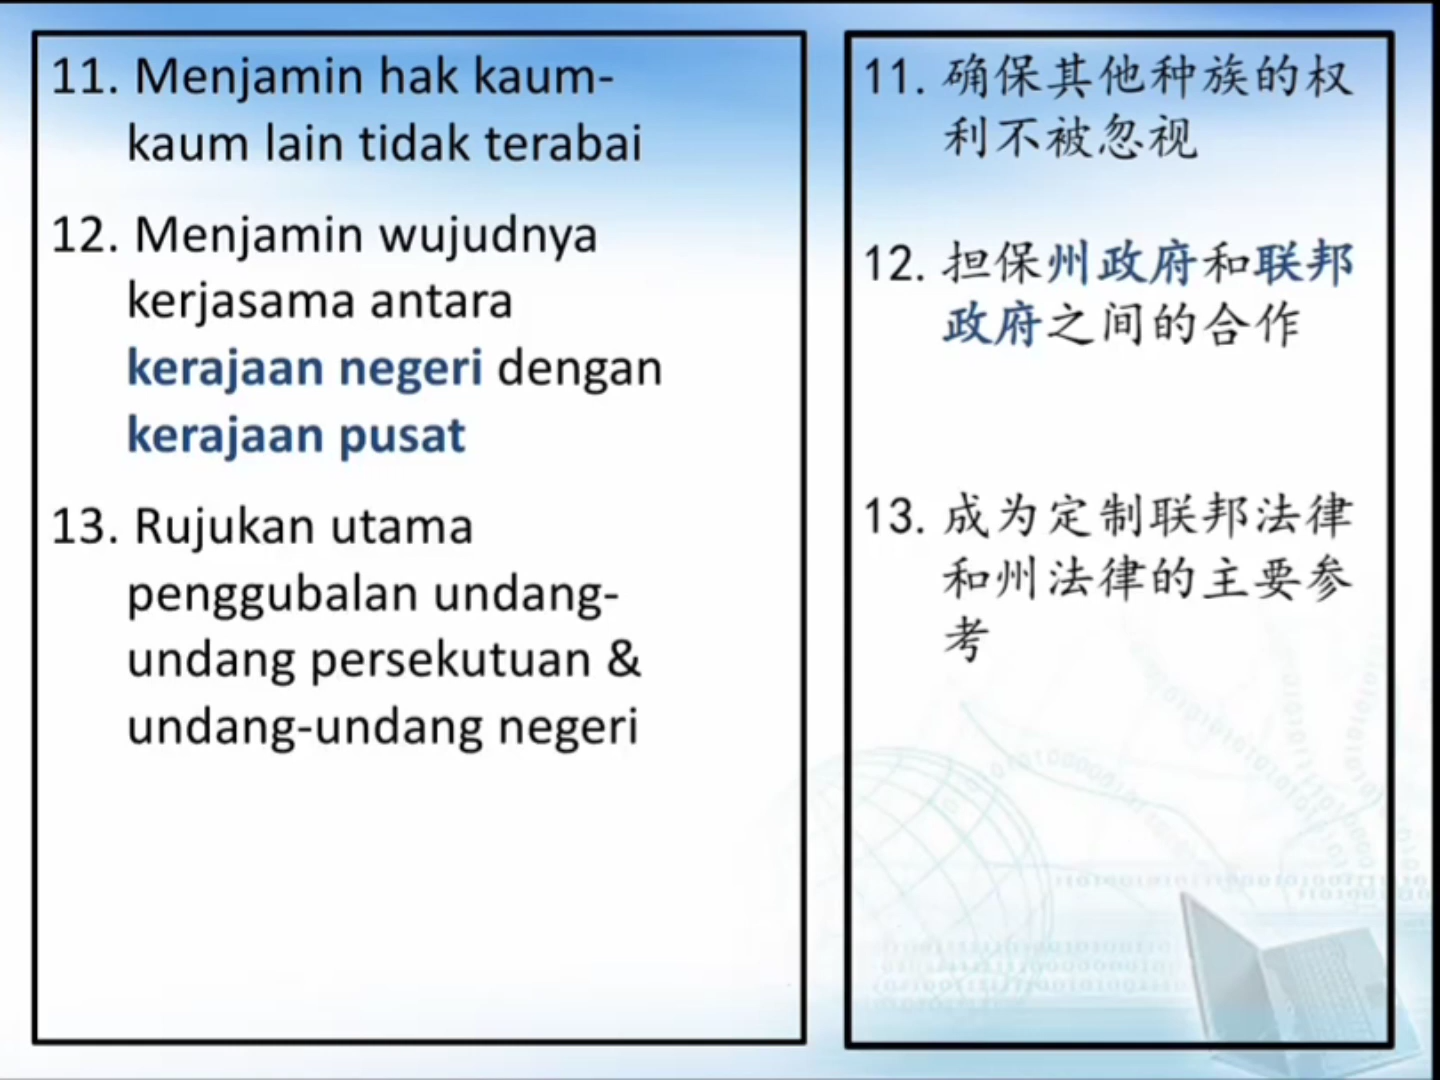 11. Menjamin hak kaum-
kaum lain tidak terabai
12. Menjamin wujudnya
kerjasama antara
kerajaan negeri dengan
kerajaan pusat
13. Rujukan utama
penggubalan undang-
undang persekutuan &
undang-undang negeri
11. 确保其他种族的权
利不被忽视
12. 担保州政府和联邦
政府之间的合作
13. 成为定制联邦法律
和州法律的主要参
考